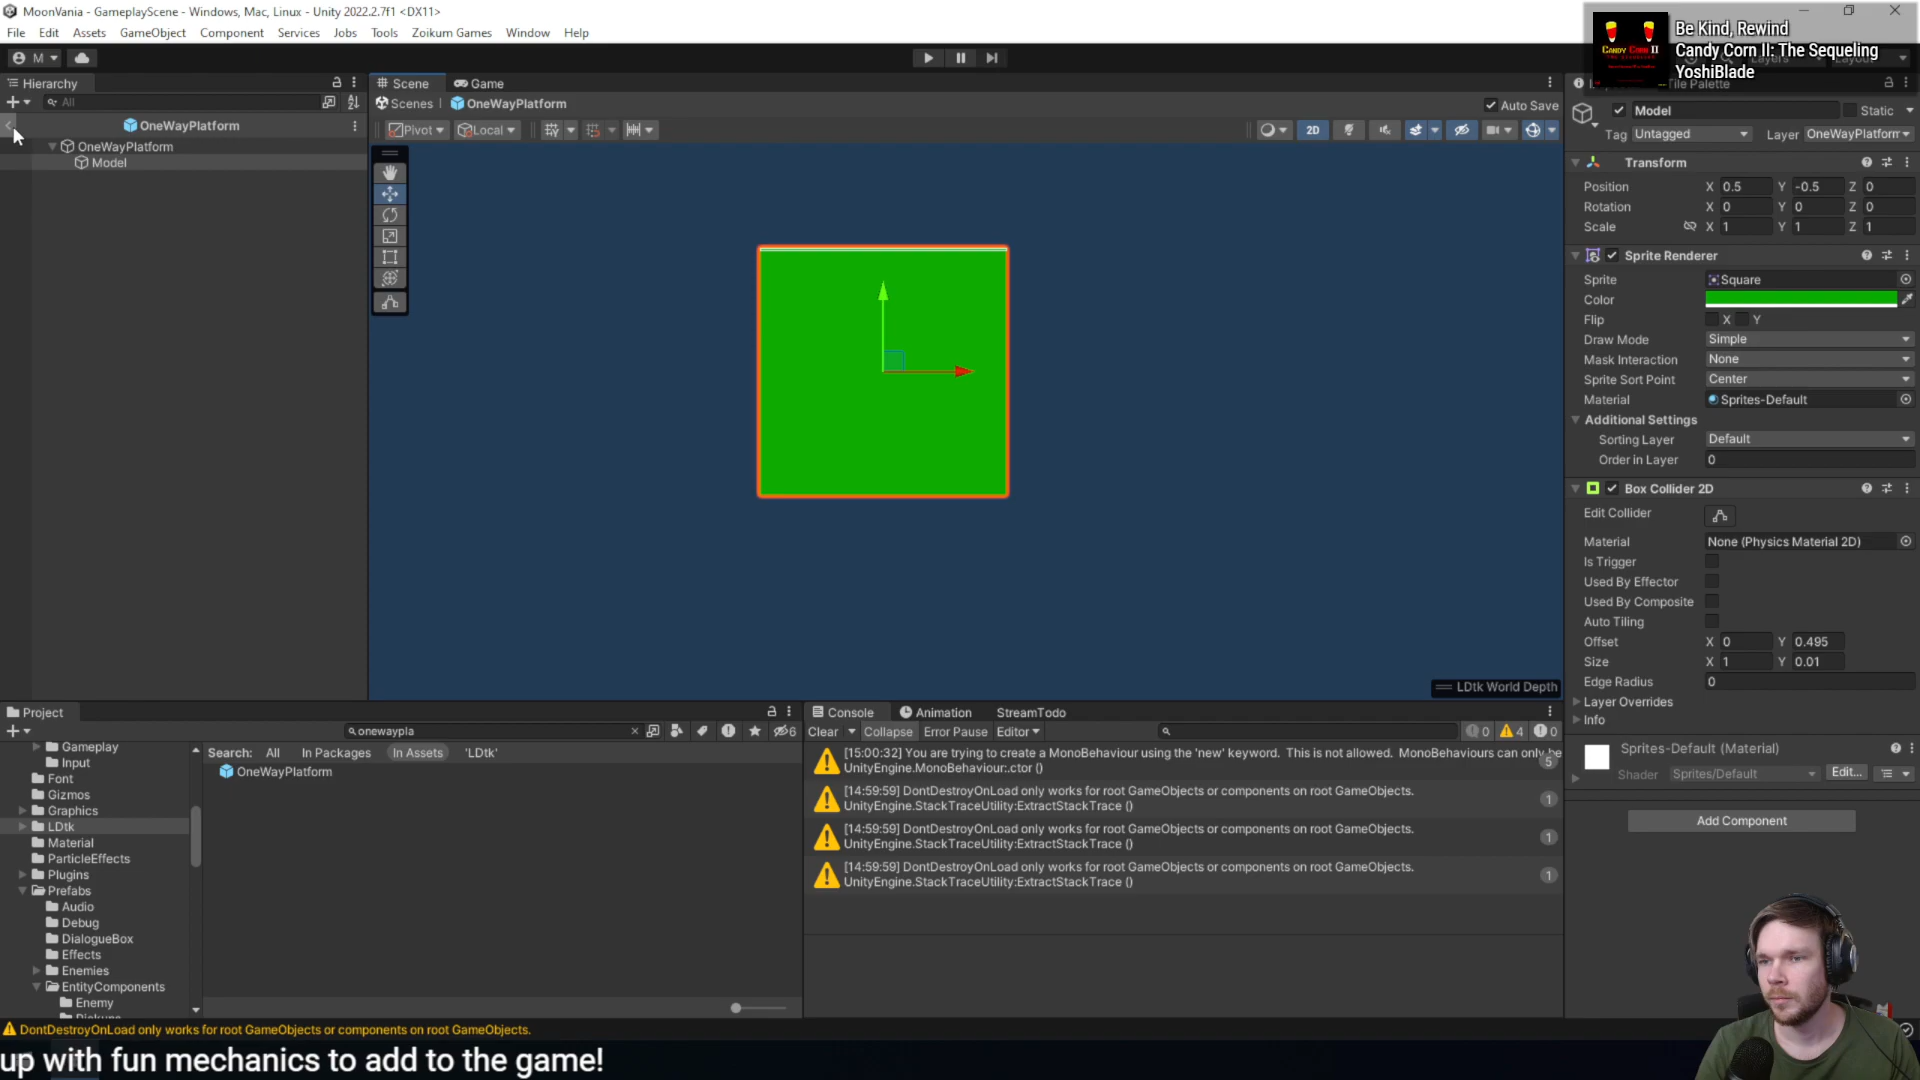 MoonVania - GameplayScene - Windows, Mac, Linux - Unity 2022.2.7f1 <DX11>
File Edit Assets GameObject Component Services Jobs Tools Zoikum Games Window Help
Be Kind, Rewind
Candy Corn II: The Sequeling
YoshiBlade
CANDY CORN II
M
Layers
Hierarchy
Scene
Game
Tile Palette
All
Scenes
OneWayPlatform
Auto Save
OneWayPlatform
OneWayPlatform
Model
Pivot
Local
2D
Model
Static
Tag Untagged
Layer OneWayPlatform
Transform
Position X 0.5 Y -0.5 Z 0
Rotation X 0 Y 0 Z 0
Scale X 1 Y 1 Z 1
Sprite Renderer
Sprite Square
Color
Flip X Y
Draw Mode Simple
Mask Interaction None
Sprite Sort Point Center
Material Sprites-Default
Additional Settings
Sorting Layer Default
Order in Layer 0
Box Collider 2D
Edit Collider
Material None (Physics Material 2D)
Is Trigger
Used By Effector
Used By Composite
Auto Tiling
Offset X 0 Y 0.495
Size X 1 Y 0.01
Edge Radius 0
Layer Overrides
Info
Sprites-Default (Material)
Shader Sprites/Default Edit...
Add Component
LDtk World Depth
Project
onewaypla
6
Search: All In Packages In Assets 'LDtk'
OneWayPlatform
Gameplay
Input
Font
Gizmos
Graphics
LDtk
Material
ParticleEffects
Plugins
Prefabs
Audio
Debug
DialogueBox
Effects
Enemies
EntityComponents
Enemy
Console
Animation
StreamTodo
Clear Collapse Error Pause Editor
0 4 0
[15:00:32] You are trying to create a MonoBehaviour using the 'new' keyword. This is not allowed. MonoBehaviours can only be
UnityEngine.MonoBehaviour:.ctor ()
5
[14:59:59] DontDestroyOnLoad only works for root GameObjects or components on root GameObjects.
UnityEngine.StackTraceUtility:ExtractStackTrace ()
1
[14:59:59] DontDestroyOnLoad only works for root GameObjects or components on root GameObjects.
UnityEngine.StackTraceUtility:ExtractStackTrace ()
1
[14:59:59] DontDestroyOnLoad only works for root GameObjects or components on root GameObjects.
UnityEngine.StackTraceUtility:ExtractStackTrace ()
1
DontDestroyOnLoad only works for root GameObjects or components on root GameObjects.
up with fun mechanics to add to the game!